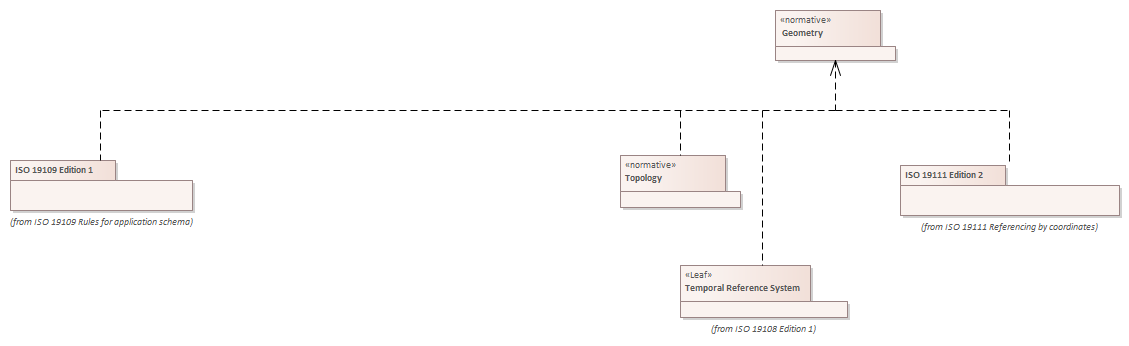 «normative»
Geometry
ISO 19109 Edition 1
(from ISO 19109 Rules for application schema)
«normative»
Topology
ISO 19111 Edition 2
(from ISO 19111 Referencing by coordinates)
«Leaf»
Temporal Reference System
(from ISO 19108 Edition 1)